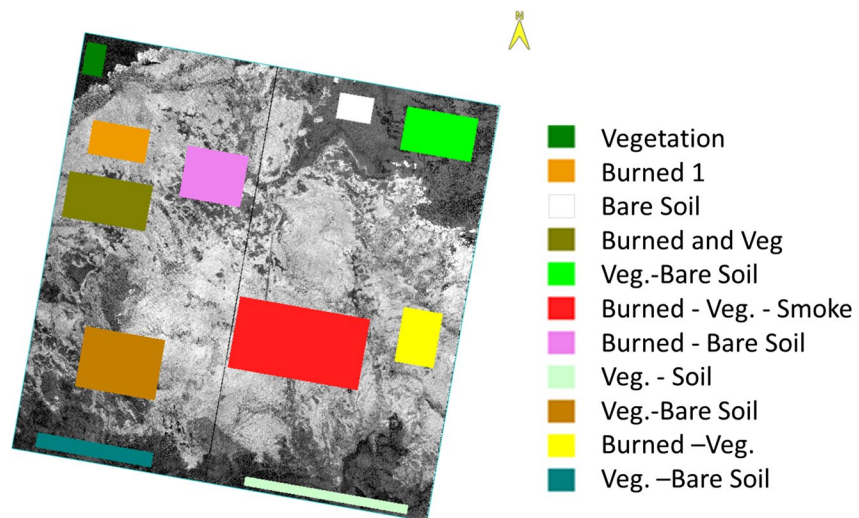 N
Vegetation
Burned 1
Bare Soil
Burned and Veg
Veg.-Bare Soil
Burned - Veg. - Smoke
Burned - Bare Soil
Veg. - Soil
Veg.-Bare Soil
Burned –Veg.
Veg. –Bare Soil